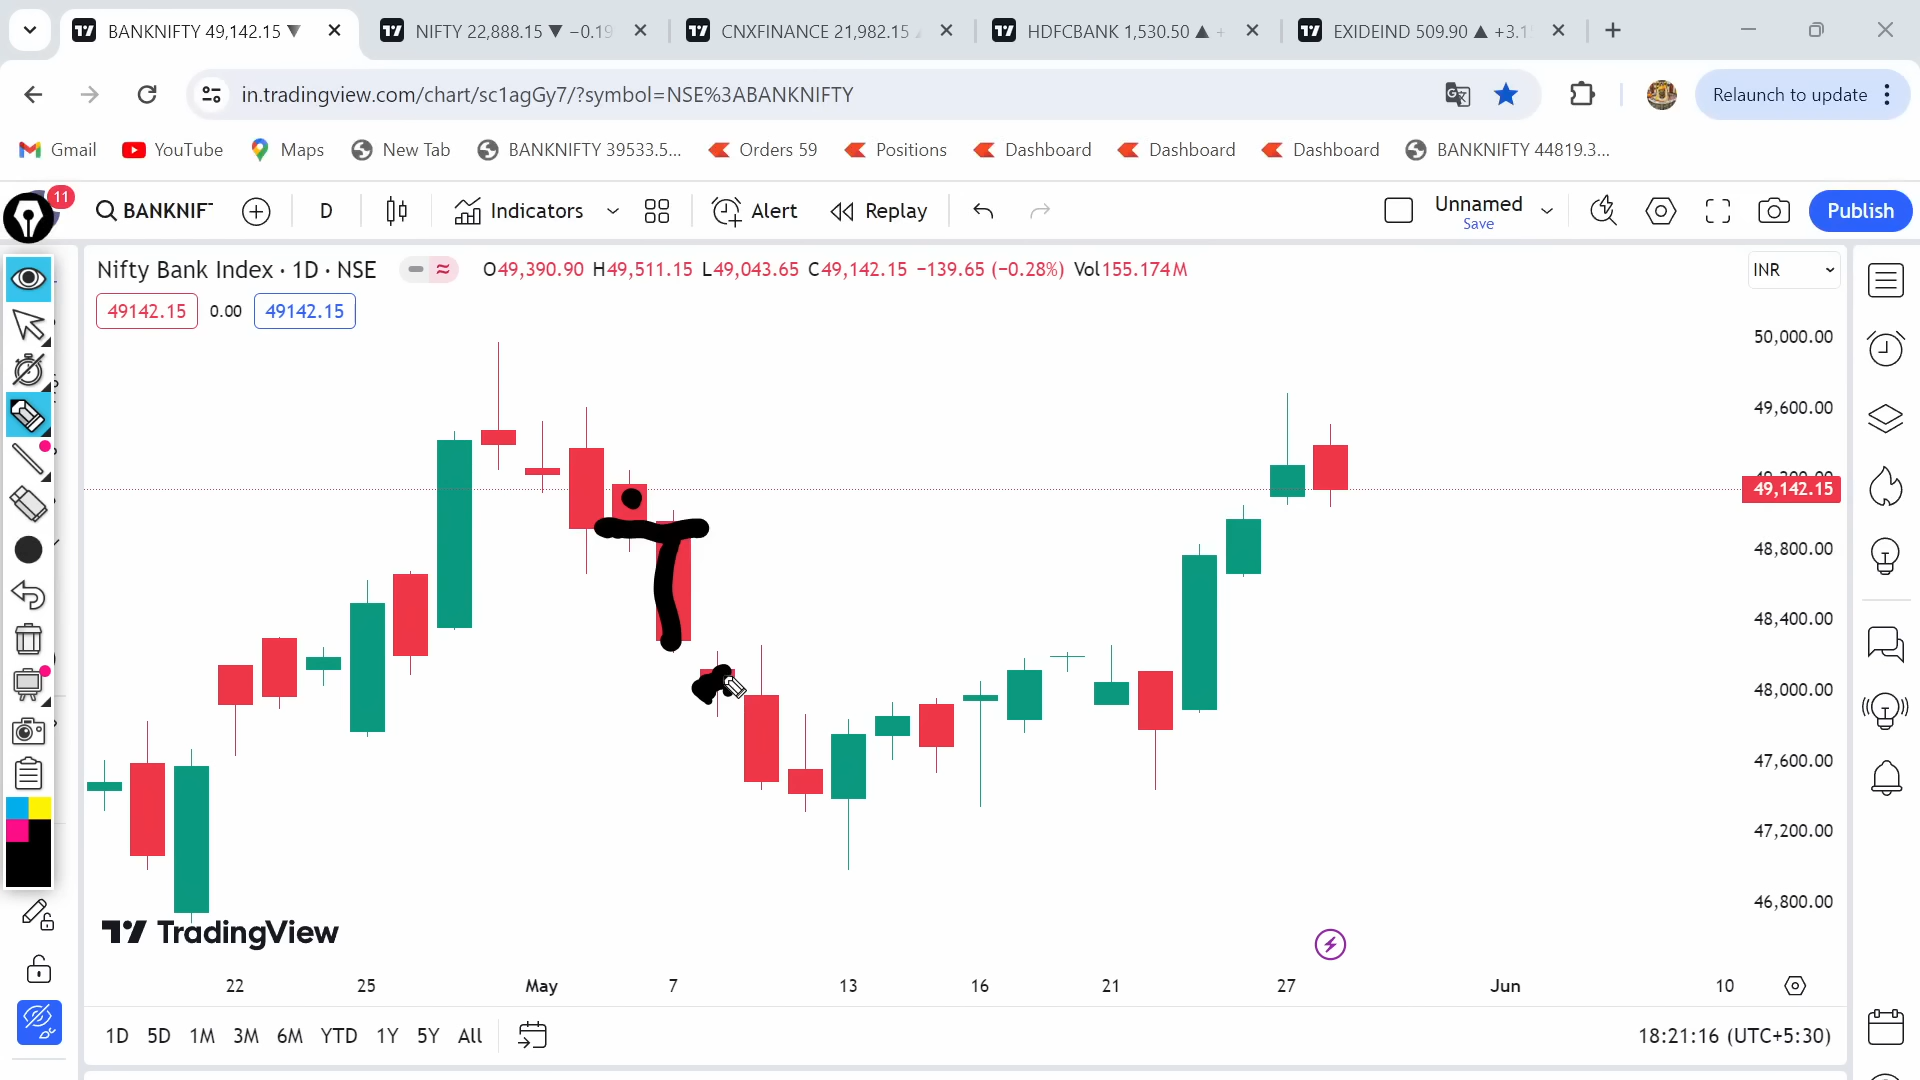 BANKNIFTY 49,142.15 ▼
NIFTY 22,888.15 ▼ −0.19
CNXFINANCE 21,982.15
HDFCBANK 1,530.50 ▲ +
EXIDEIND 509.90 ▲ +3.1
in.tradingview.com/chart/sc1agGy7/?symbol=NSE%3ABANKNIFTY
Relaunch to update
Gmail
YouTube
Maps
New Tab
BANKNIFTY 39533.5...
Orders 59
Positions
Dashboard
Dashboard
Dashboard
BANKNIFTY 44819.3...
11
BANKNIF
D
Indicators
Alert
Replay
Unnamed
Save
Publish
Nifty Bank Index · 1D · NSE
O49,390.90 H49,511.15 L49,043.65 C49,142.15 −139.65 (−0.28%) Vol155.174M
INR
49142.15
0.00
49142.15
50,000.00
49,600.00
49,142.15
48,800.00
48,400.00
48,000.00
47,600.00
47,200.00
46,800.00
TradingView
22
25
May
7
13
16
21
27
Jun
10
1D 5D 1M 3M 6M YTD 1Y 5Y All
18:21:16 (UTC+5:30)